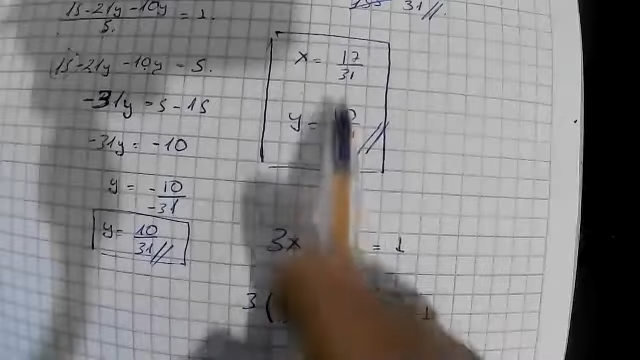 15-21y-10y / 5 = 1.
15-21y-10y = 5.
-31y = 5-15
-31y = -10
y = -10 / -31
y = 10 / 31
31
x = 17 / 31
y =
3x = 1
3( 1